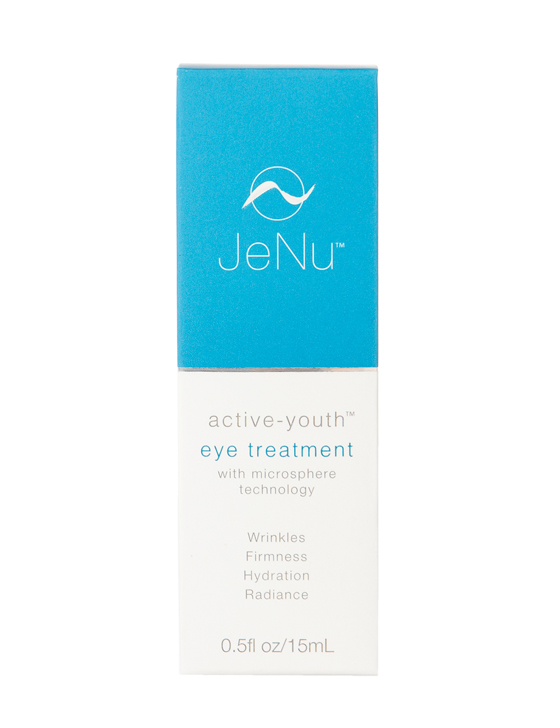 JeNu™
active-youth™
eye treatment
with microsphere
technology
Wrinkles
Firmness
Hydration
Radiance
0.5fl oz/15mL